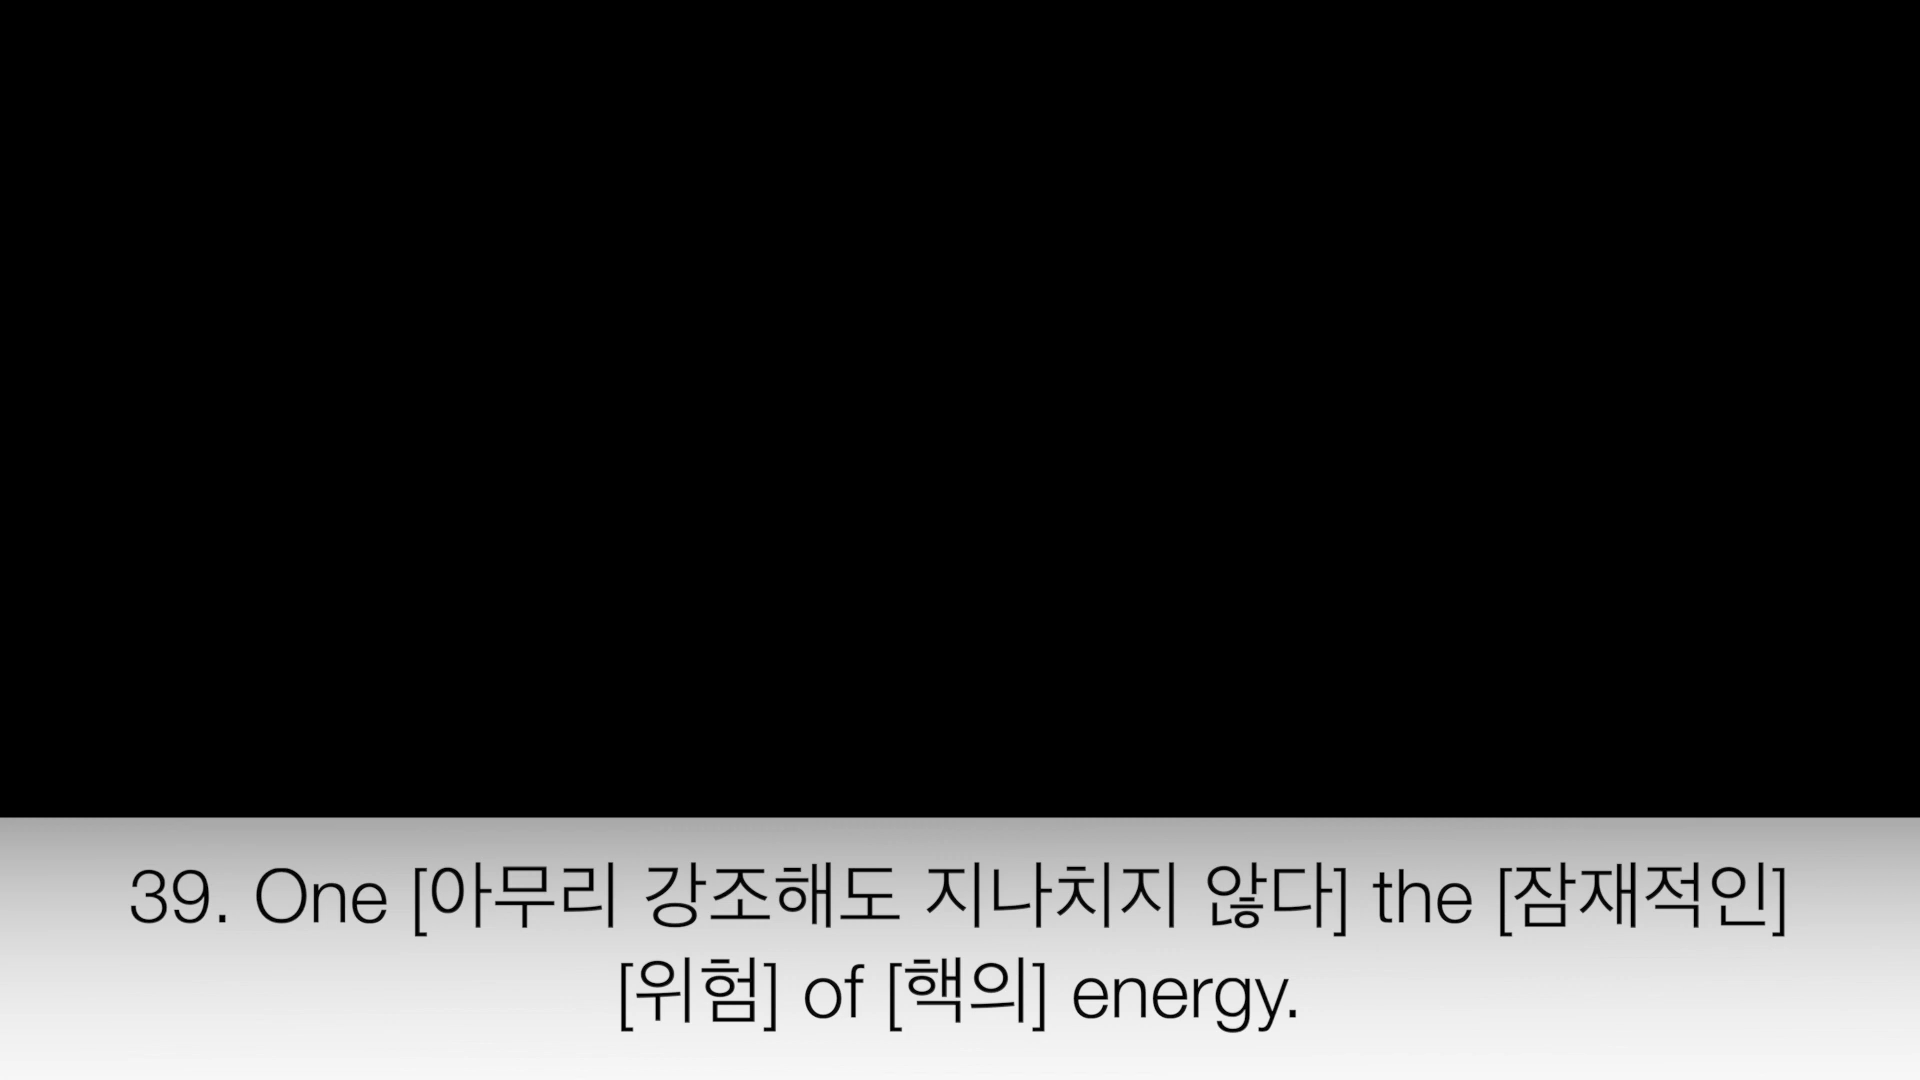 39. One [아무리 강조해도 지나치지 않다] the [잠재적인]
[위험] of [핵의] energy.